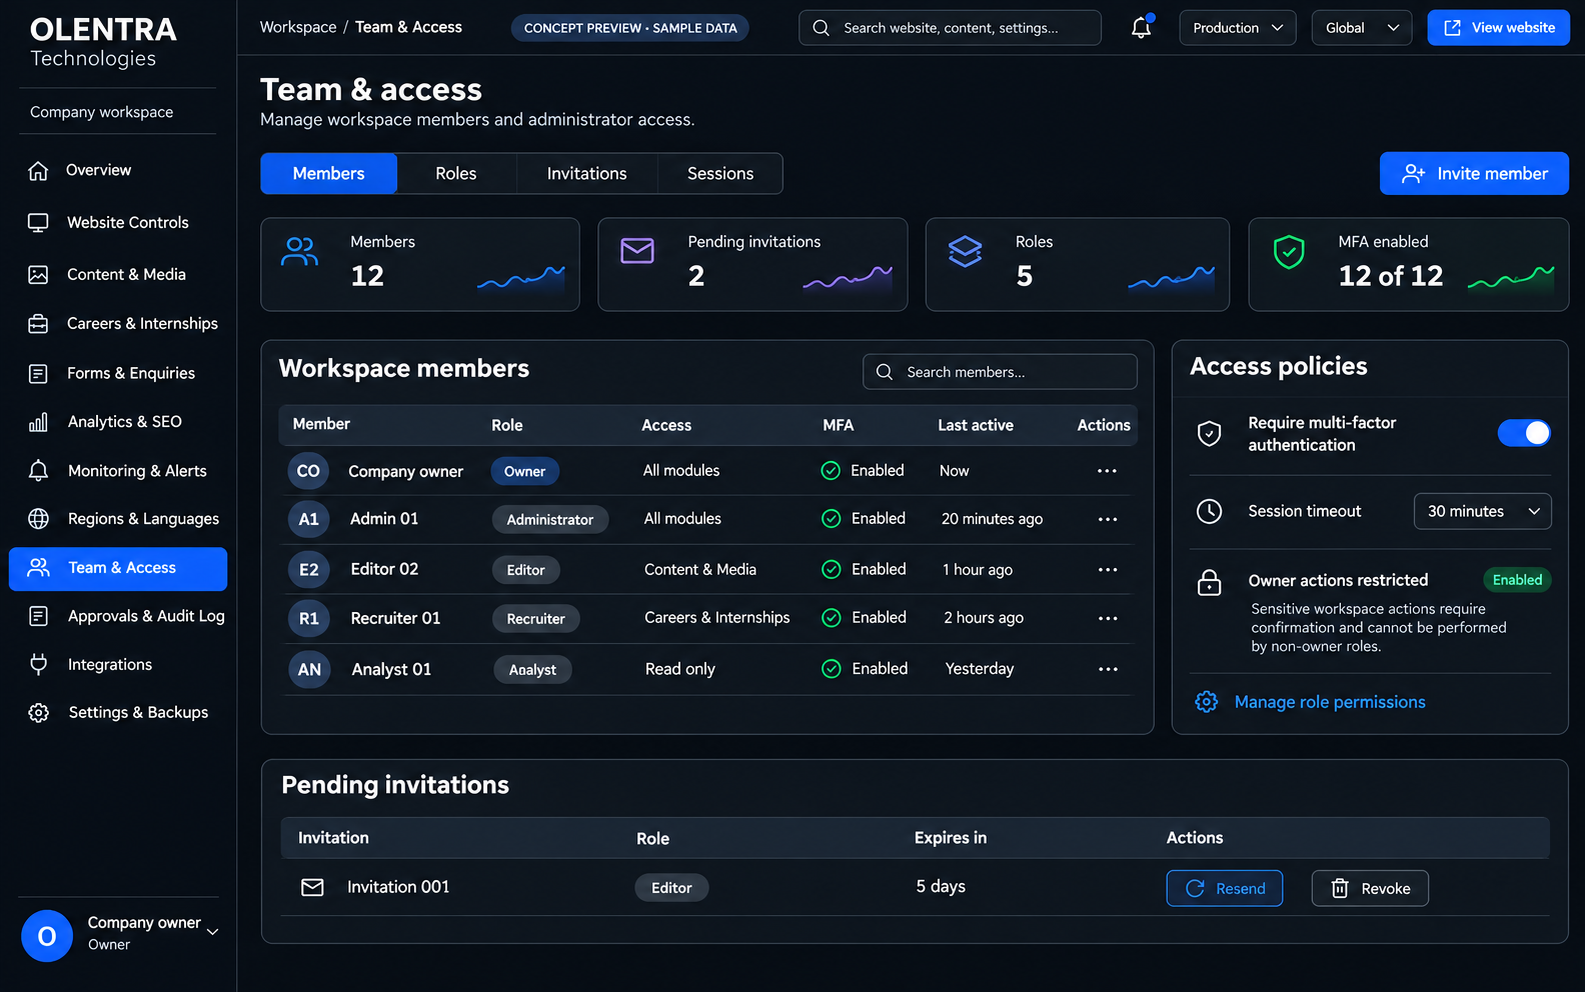 OLENTRA
Technologies
Company workspace
Overview
Website Controls
Content & Media
Careers & Internships
Forms & Enquiries
Analytics & SEO
Monitoring & Alerts
Regions & Languages
Team & Access
Approvals & Audit Log
Integrations
Settings & Backups
O
Company owner
Owner
Workspace / Team & Access
CONCEPT PREVIEW · SAMPLE DATA
Search website, content, settings...
Production
Global
View website
Team & access
Manage workspace members and administrator access.
Members
Roles
Invitations
Sessions
Invite member
Members
12
Pending invitations
2
Roles
5
MFA enabled
12 of 12
Workspace members
Search members...
Member Role Access MFA Last active Actions
CO Company owner Owner All modules Enabled Now
A1 Admin 01 Administrator All modules Enabled 20 minutes ago
E2 Editor 02 Editor Content & Media Enabled 1 hour ago
R1 Recruiter 01 Recruiter Careers & Internships Enabled 2 hours ago
AN Analyst 01 Analyst Read only Enabled Yesterday
Access policies
Require multi-factor
authentication
Session timeout 30 minutes
Owner actions restricted Enabled
Sensitive workspace actions require
confirmation and cannot be performed
by non-owner roles.
Manage role permissions
Pending invitations
Invitation Role Expires in Actions
Invitation 001 Editor 5 days Resend Revoke